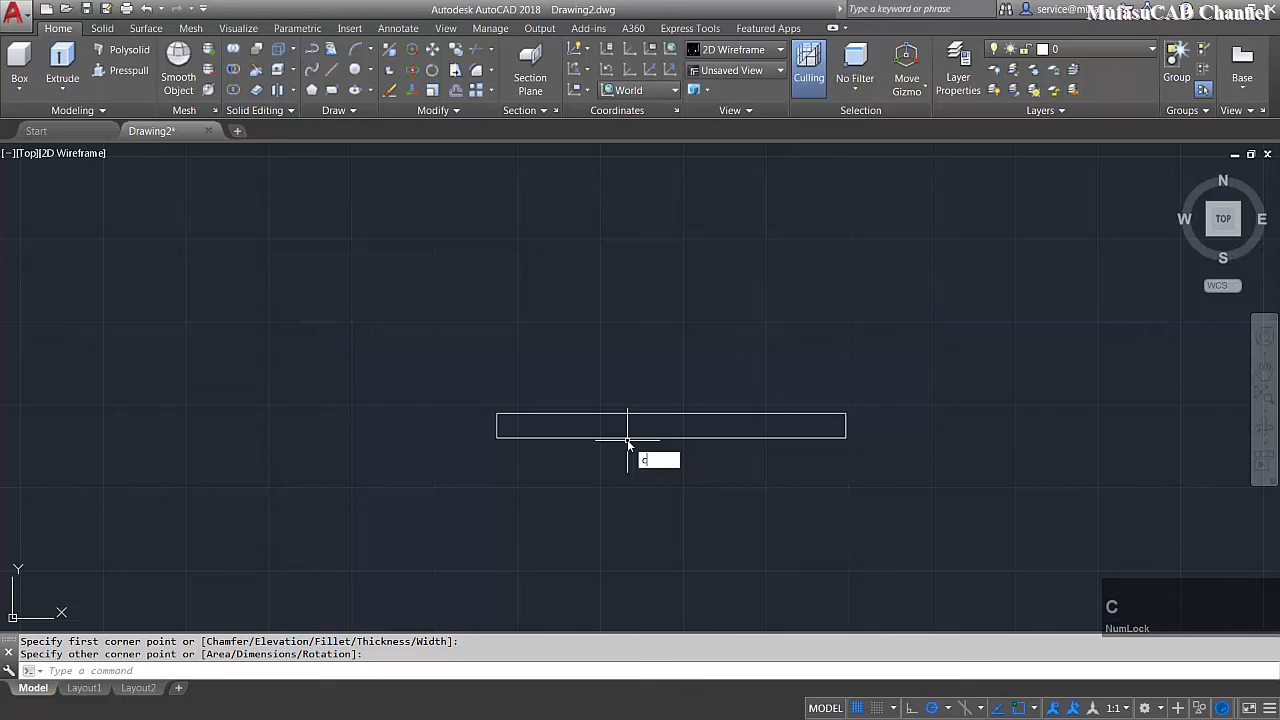 Autodesk AutoCAD 2018 Drawing2.dwg
Type a keyword or phrase
MufasuCAD Channel
Home Solid Surface Mesh Visualize Parametric Insert Annotate View Manage Output Add-ins A360 Express Tools Featured Apps
Box
Extrude
Polysolid
Presspull
Smooth
Object
Section
Plane
World
2D Wireframe
Unsaved View
Culling
No Filter
Move
Gizmo
Layer
Properties
0
Group
Base
Modeling Mesh Solid Editing Draw Modify Section Coordinates View Selection Layers Groups View
Start Drawing2* +
[−][Top][2D Wireframe]
N
W TOP E
S
WCS
c
Y
X
C
NumLock
Specify first corner point or [Chamfer/Elevation/Fillet/Thickness/Width]:
Specify other corner point or [Area/Dimensions/Rotation]:
Type a command
Model Layout1 Layout2 +
MODEL 1:1